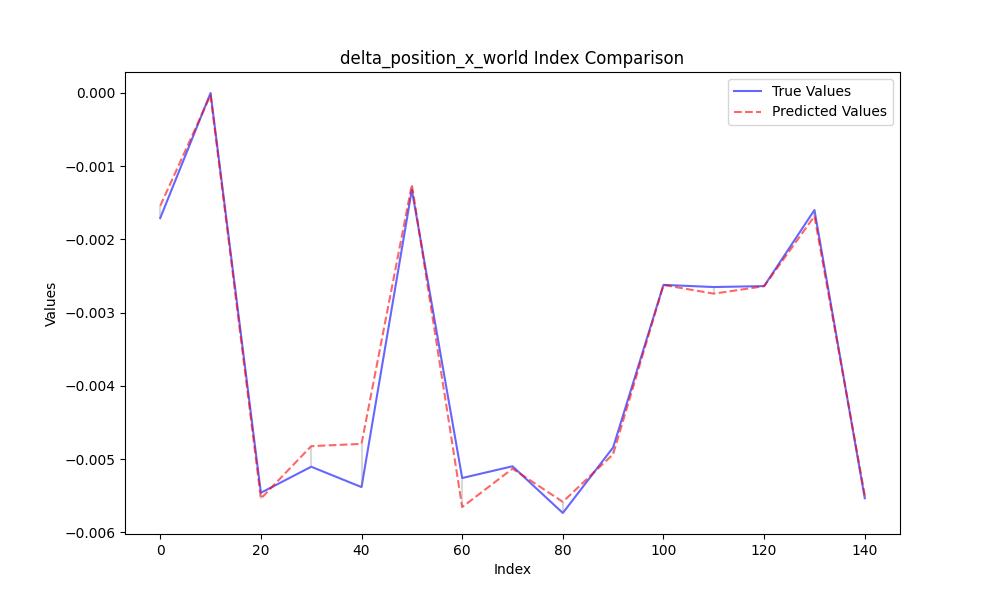 delta_position_x_world Index Comparison
True Values
Predicted Values
0.000
−0.001
−0.002
−0.003
−0.004
−0.005
−0.006
Values
0 20 40 60 80 100 120 140
Index